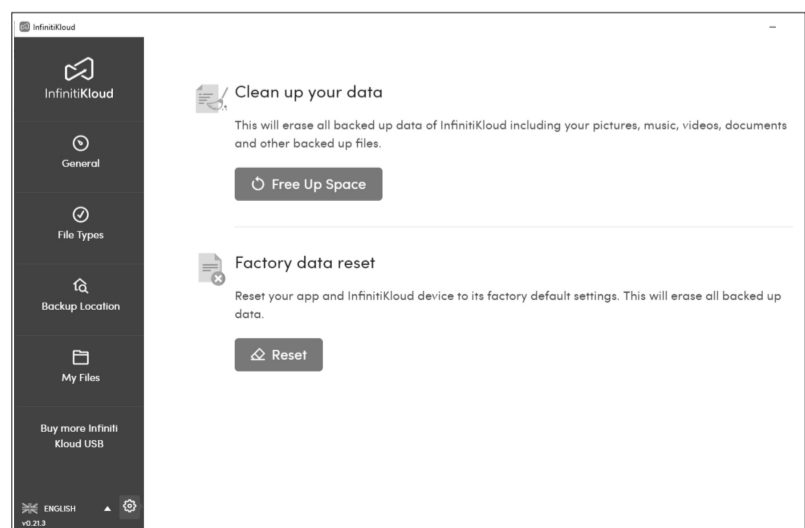 InfinitiKloud
InfinitiKloud
General
File Types
Backup Location
My Files
Buy more Infiniti
Kloud USB
ENGLISH
v0.21.3
Clean up your data
This will erase all backed up data of InfinitiKloud including your pictures, music, videos, documents
and other backed up files.
Free Up Space
Factory data reset
Reset your app and InfinitiKloud device to its factory default settings. This will erase all backed up
data.
Reset